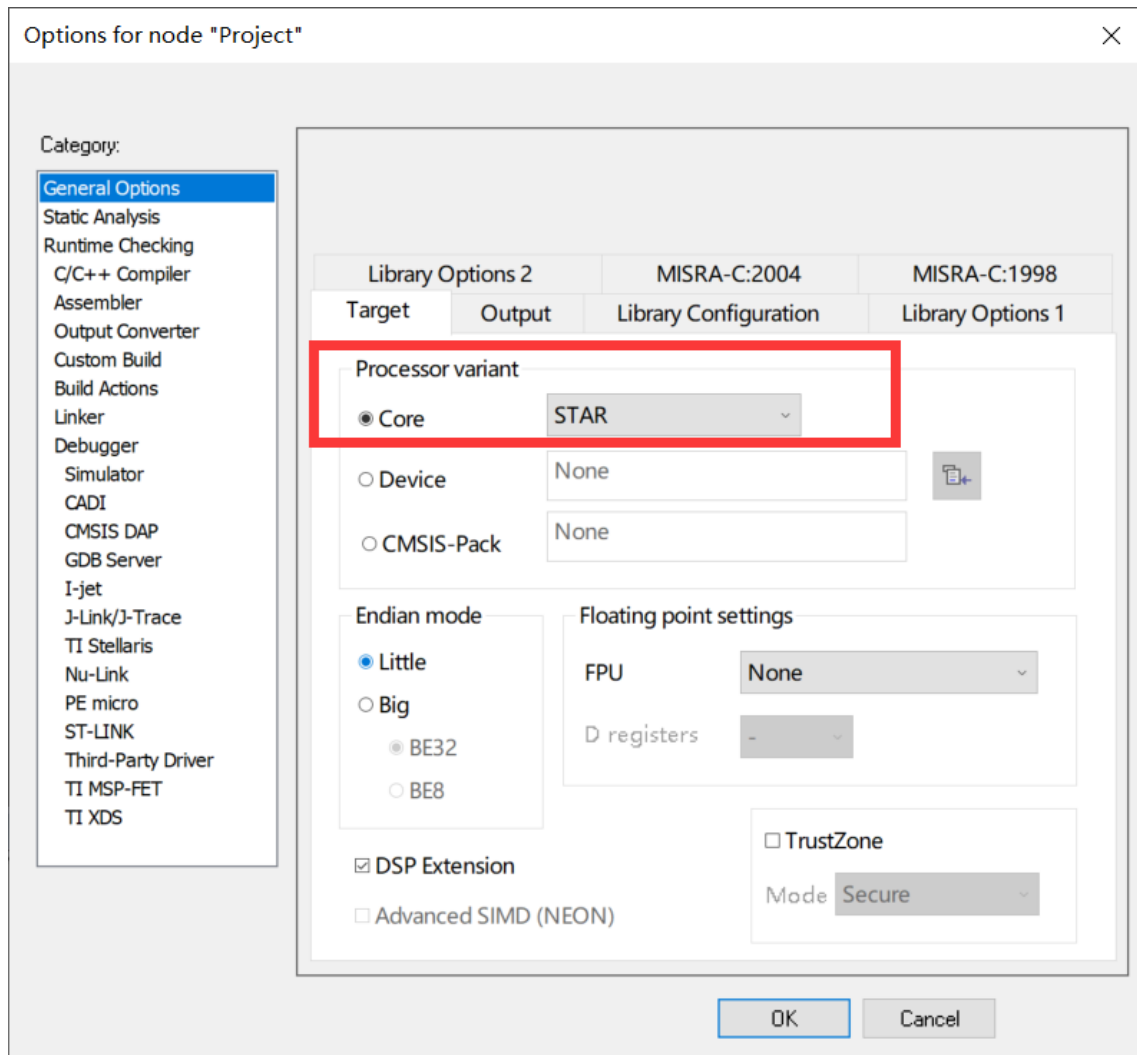 Options for node "Project"
Category:
General Options
Static Analysis
Runtime Checking
C/C++ Compiler
Assembler
Output Converter
Custom Build
Build Actions
Linker
Debugger
Simulator
CADI
CMSIS DAP
GDB Server
I-jet
J-Link/J-Trace
TI Stellaris
Nu-Link
PE micro
ST-LINK
Third-Party Driver
TI MSP-FET
TI XDS
Library Options 2 MISRA-C:2004 MISRA-C:1998
Target Output Library Configuration Library Options 1
Processor variant
Core STAR
Device None
CMSIS-Pack None
Endian mode
Little
Big
BE32
BE8
Floating point settings
FPU None
D registers -
DSP Extension
Advanced SIMD (NEON)
TrustZone
Mode Secure
OK Cancel